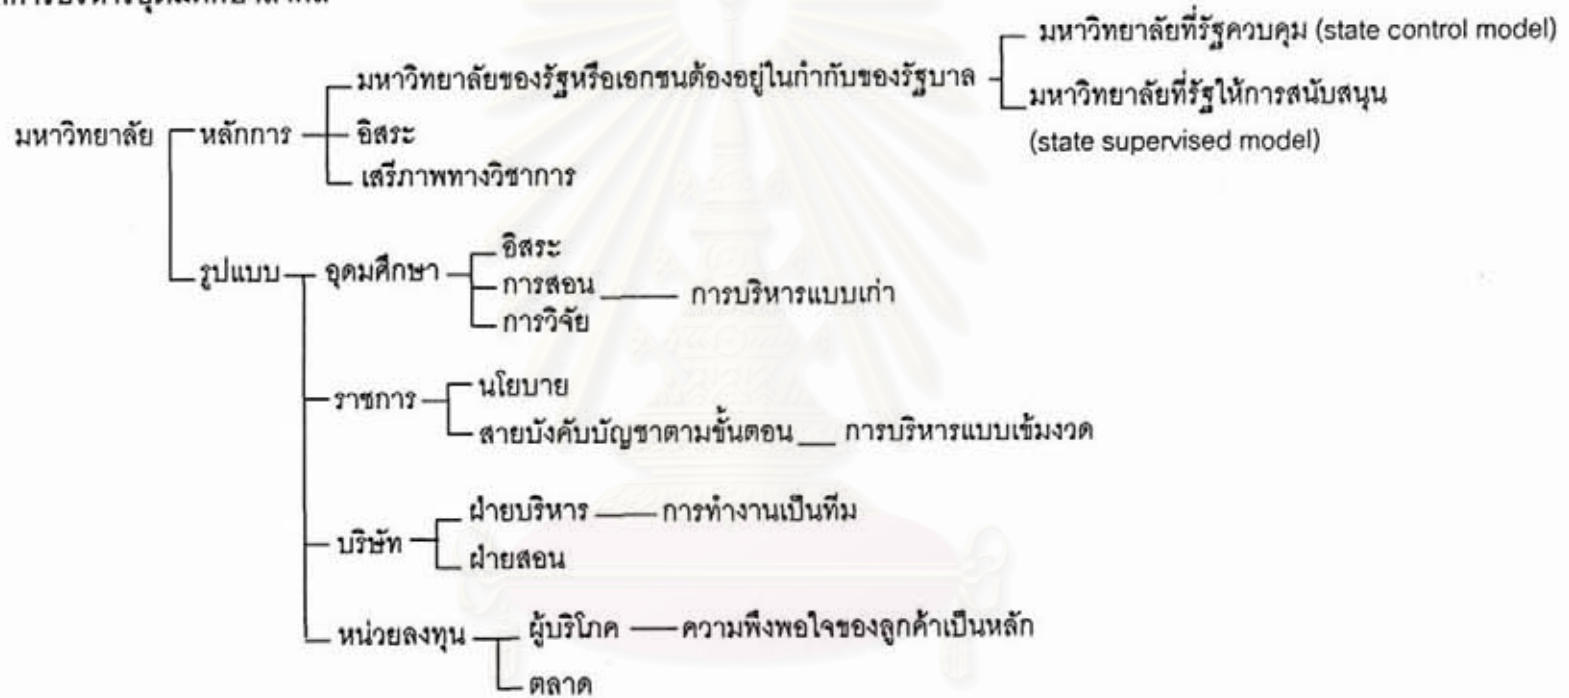 มหาวิทยาลัยที่รัฐควบคุม (state control model)
มหาวิทยาลัยของรัฐหรือเอกชนต้องอยู่ในกำกับของรัฐบาล
มหาวิทยาลัยที่รัฐให้การสนับสนุน
(state supervised model)
มหาวิทยาลัย
หลักการ
อิสระ
เสรีภาพทางวิชาการ
รูปแบบ
อุดมศึกษา
อิสระ
การสอน
การบริหารแบบเก่า
การวิจัย
ราชการ
นโยบาย
สายบังคับบัญชาตามขั้นตอน
การบริหารแบบเข้มงวด
บริษัท
ฝ่ายบริหาร
การทำงานเป็นทีม
ฝ่ายสอน
หน่วยลงทุน
ผู้บริโภค
ความพึงพอใจของลูกค้าเป็นหลัก
ตลาด